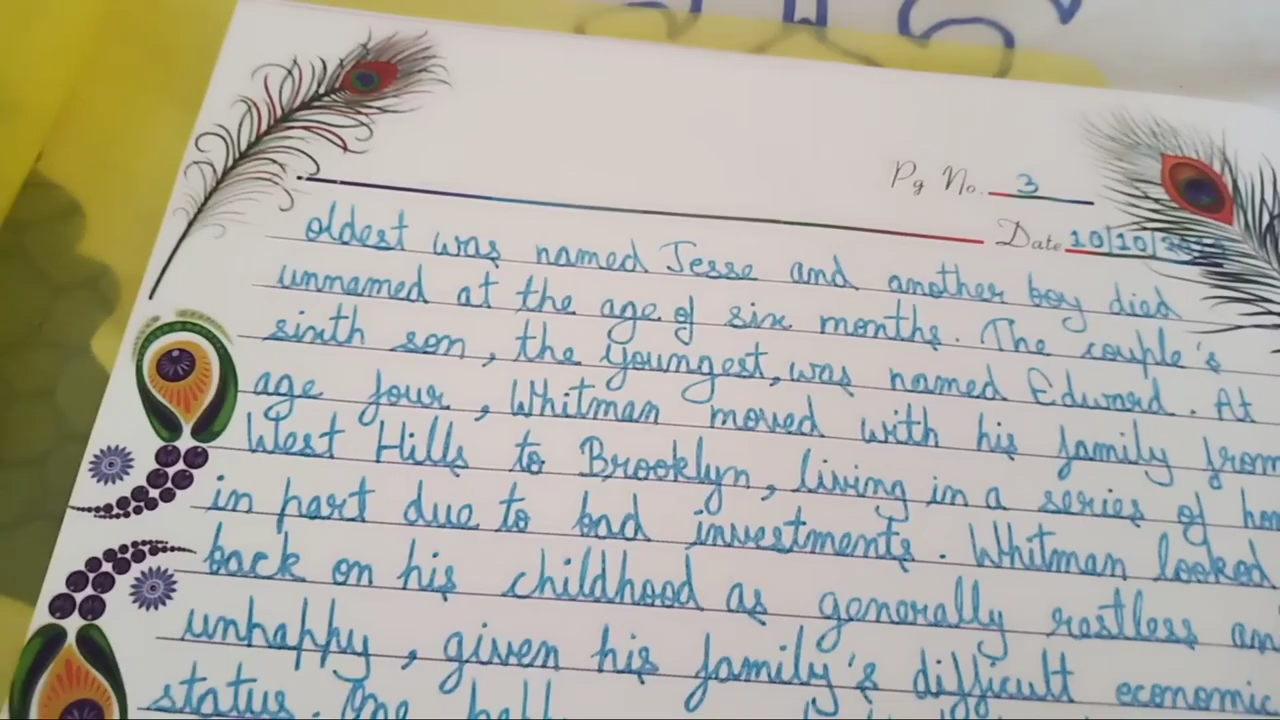 Pg No. 3
Date 10/10/
oldest was named Jesse and another boy died
unnamed at the age of six months. The couple's
sixth son, the youngest, was named Edward. At
age four, Whitman moved with his family from
West Hills to Brooklyn, living in a series of
in part due to bad investments. Whitman looked
back on his childhood as generally restless
unhappy, given his family's difficult economic
status. One